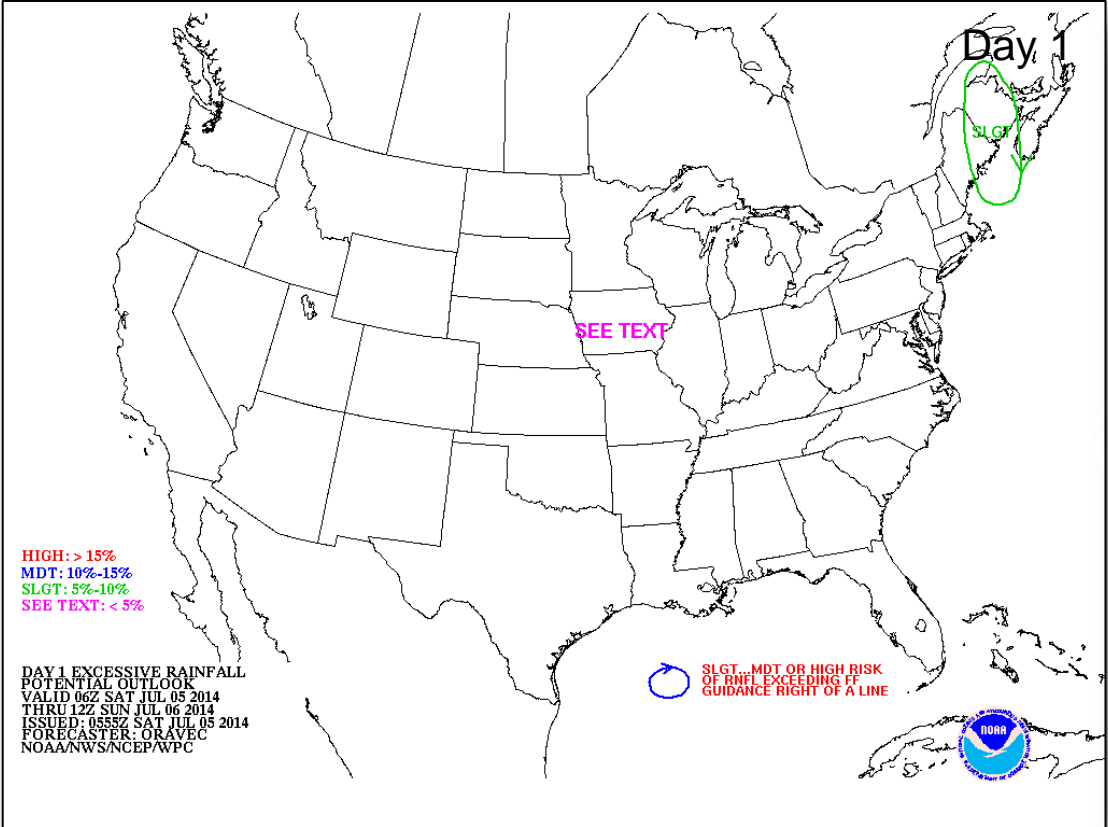 Day 1
SLGT
SEE TEXT
HIGH: > 15%
MDT: 10%-15%
SLGT: 5%-10%
SEE TEXT: < 5%
DAY 1 EXCESSIVE RAINFALL
POTENTIAL OUTLOOK
VALID 06Z SAT JUL 05 2014
THRU 12Z SUN JUL 06 2014
ISSUED: 0555Z SAT JUL 05 2014
FORECASTER: ORAVEC
NOAA/NWS/NCEP/WPC
SLGT...MDT OR HIGH RISK
OF RNFL EXCEEDING FF
GUIDANCE RIGHT OF A LINE
NOAA